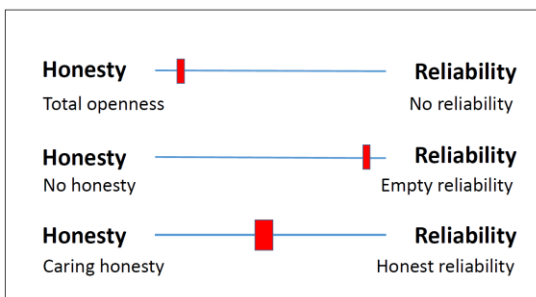 Honesty Reliability
Total openness No reliability
Honesty Reliability
No honesty Empty reliability
Honesty Reliability
Caring honesty Honest reliability